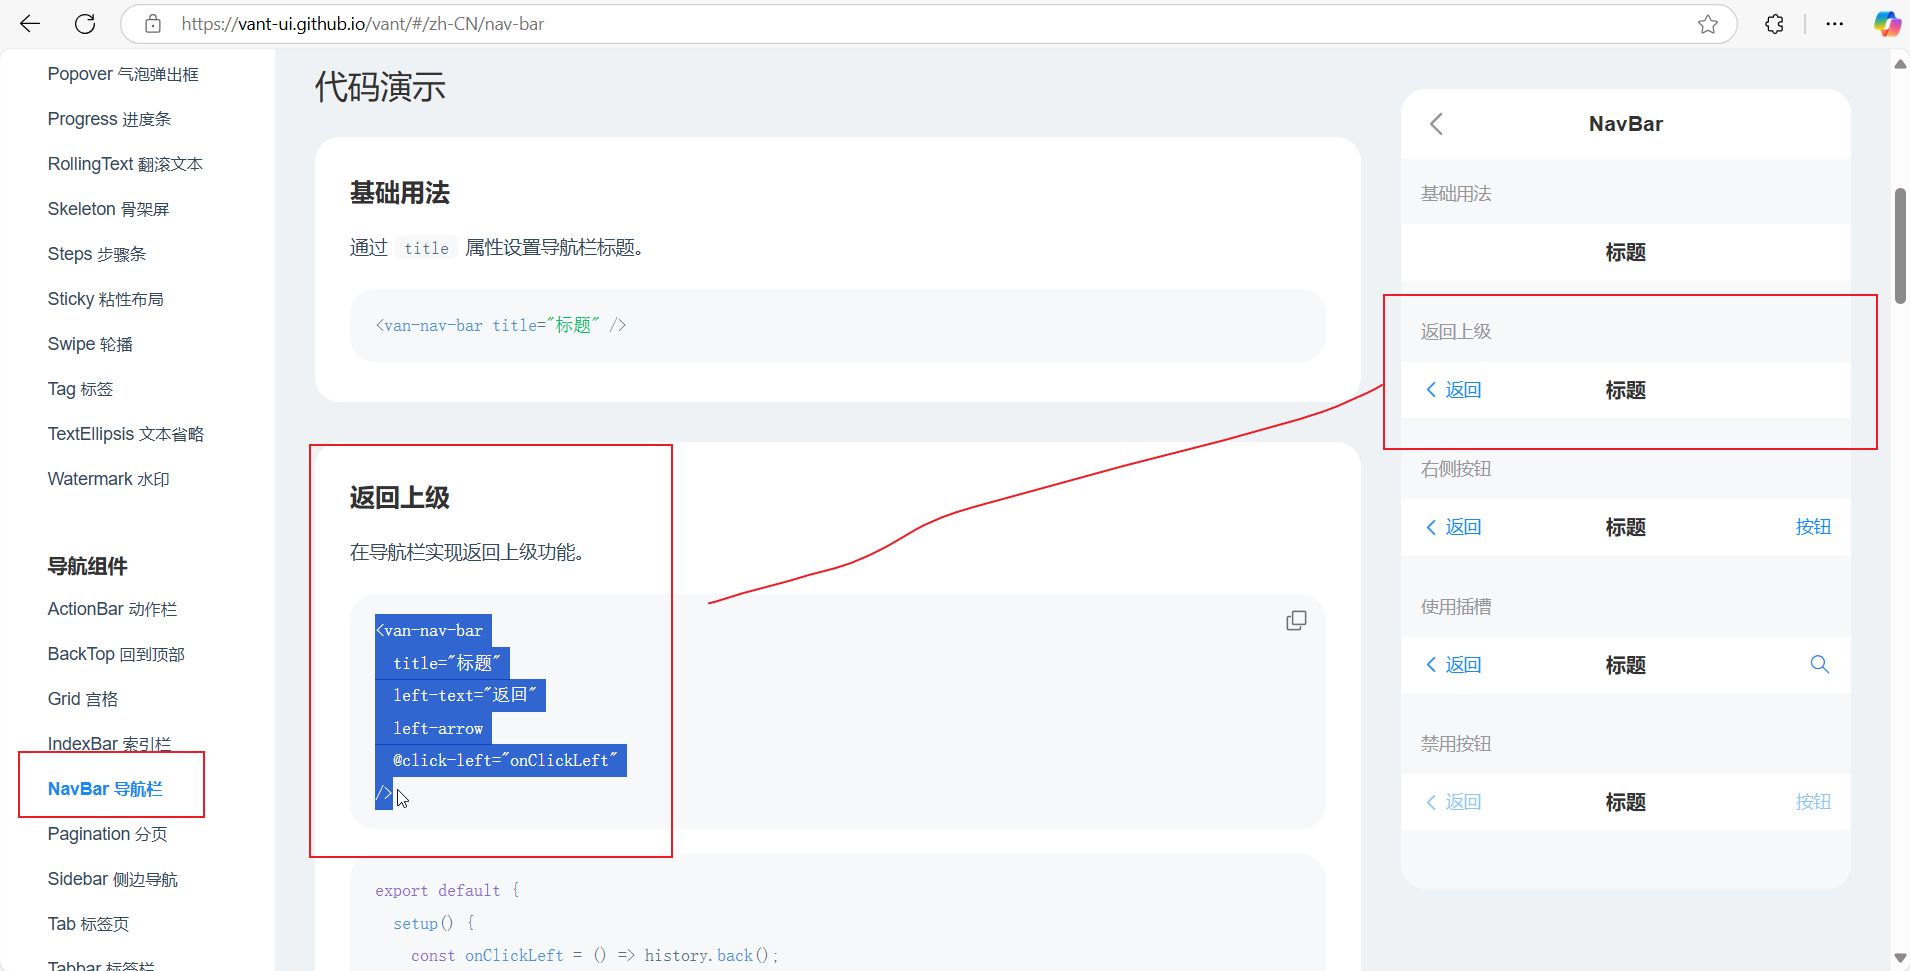 https://vant-ui.github.io/vant/#/zh-CN/nav-bar
Popover 气泡弹出框
Progress 进度条
RollingText 翻滚文本
Skeleton 骨架屏
Steps 步骤条
Sticky 粘性布局
Swipe 轮播
Tag 标签
TextEllipsis 文本省略
Watermark 水印
导航组件
ActionBar 动作栏
BackTop 回到顶部
Grid 宫格
IndexBar 索引栏
NavBar 导航栏
Pagination 分页
Sidebar 侧边导航
Tab 标签页
Tabbar 标签栏
代码演示
基础用法
通过 title 属性设置导航栏标题。
<van-nav-bar title="标题" />
返回上级
在导航栏实现返回上级功能。
<van-nav-bar
title="标题"
left-text="返回"
left-arrow
@click-left="onClickLeft"
/>
export default {
setup() {
const onClickLeft = () => history.back();
NavBar
基础用法
标题
返回上级
返回 标题
右侧按钮
返回 标题 按钮
使用插槽
返回 标题
禁用按钮
返回 标题 按钮